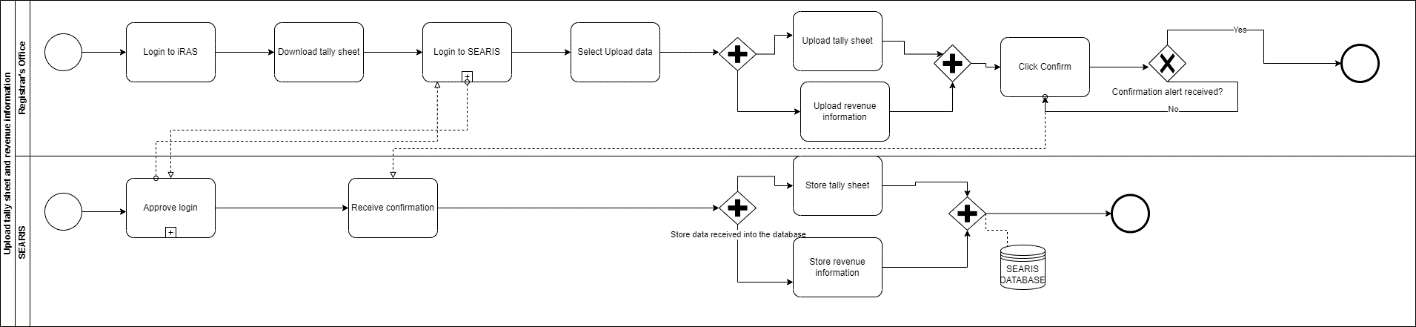 Upload tally sheet and revenue information
Registrar's Office
Login to iRAS
Download tally sheet
Login to SEARIS
Select Upload data
Upload tally sheet
Upload revenue
information
Click Confirm
Confirmation alert received?
Yes
No
SEARIS
Approve login
Receive confirmation
Store data received into the database
Store tally sheet
Store revenue
information
SEARIS
DATABASE